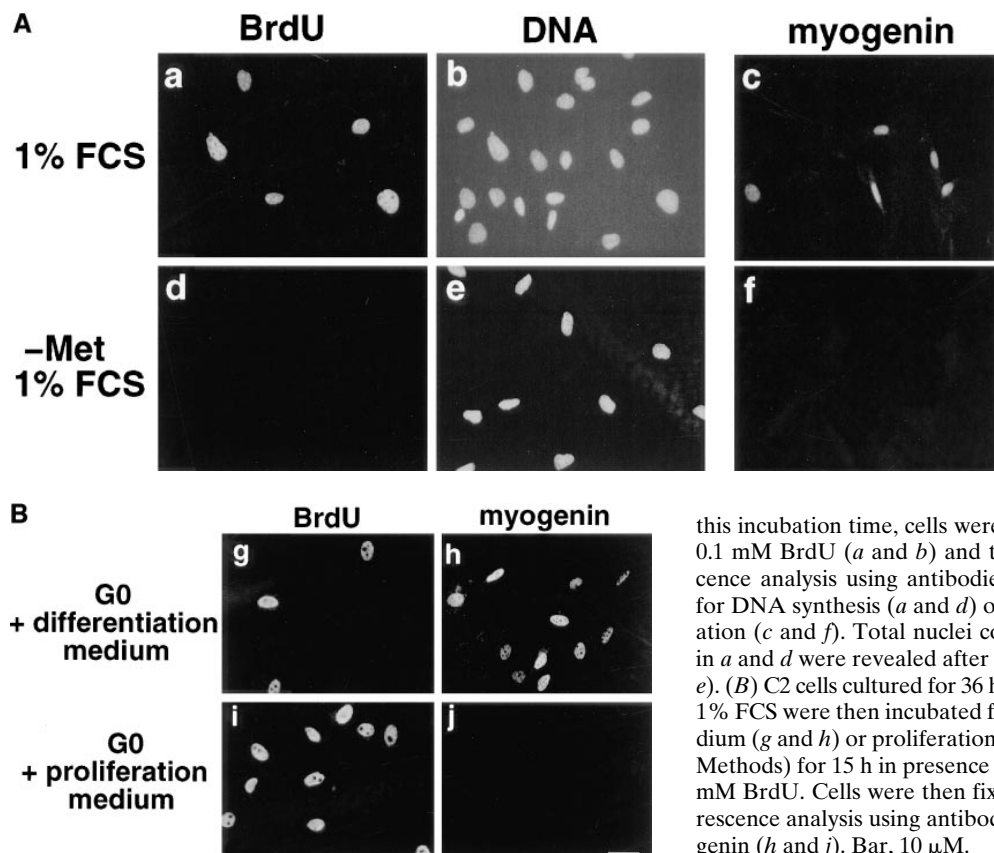 A
BrdU DNA myogenin
a b c
1% FCS
d e f
–Met
1% FCS
B
BrdU myogenin
g h
G0
+ differentiation
medium
i j
G0
+ proliferation
medium
this incubation time, cells were
0.1 mM BrdU (a and b) and t
cence analysis using antibodie
for DNA synthesis (a and d) o
ation (c and f). Total nuclei co
in a and d were revealed after
e). (B) C2 cells cultured for 36 h
1% FCS were then incubated f
dium (g and h) or proliferation
Methods) for 15 h in presence
mM BrdU. Cells were then fix
rescence analysis using antibod
genin (h and j). Bar, 10 μM.